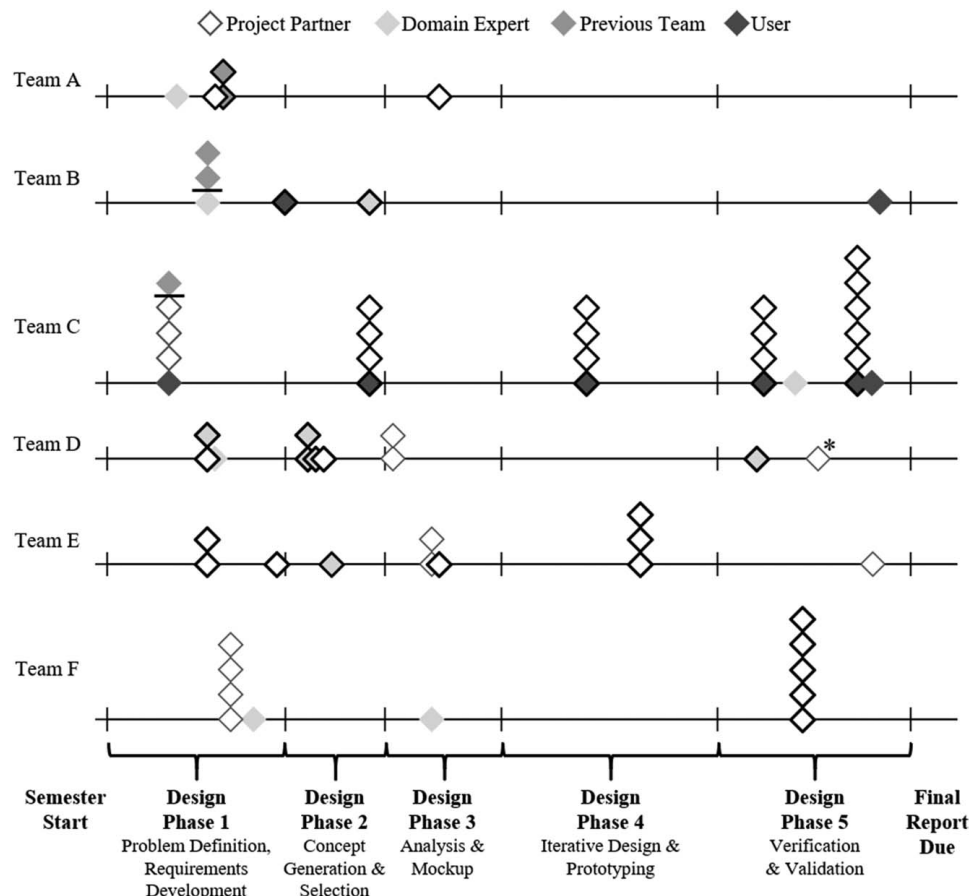 Project Partner Domain Expert Previous Team User
Team A
Team B
Team C
Team D
*
Team E
Team F
Semester Start
Design Phase 1
Problem Definition,
Requirements
Development
Design Phase 2
Concept
Generation &
Selection
Design Phase 3
Analysis &
Mockup
Design Phase 4
Iterative Design &
Prototyping
Design Phase 5
Verification
& Validation
Final Report Due